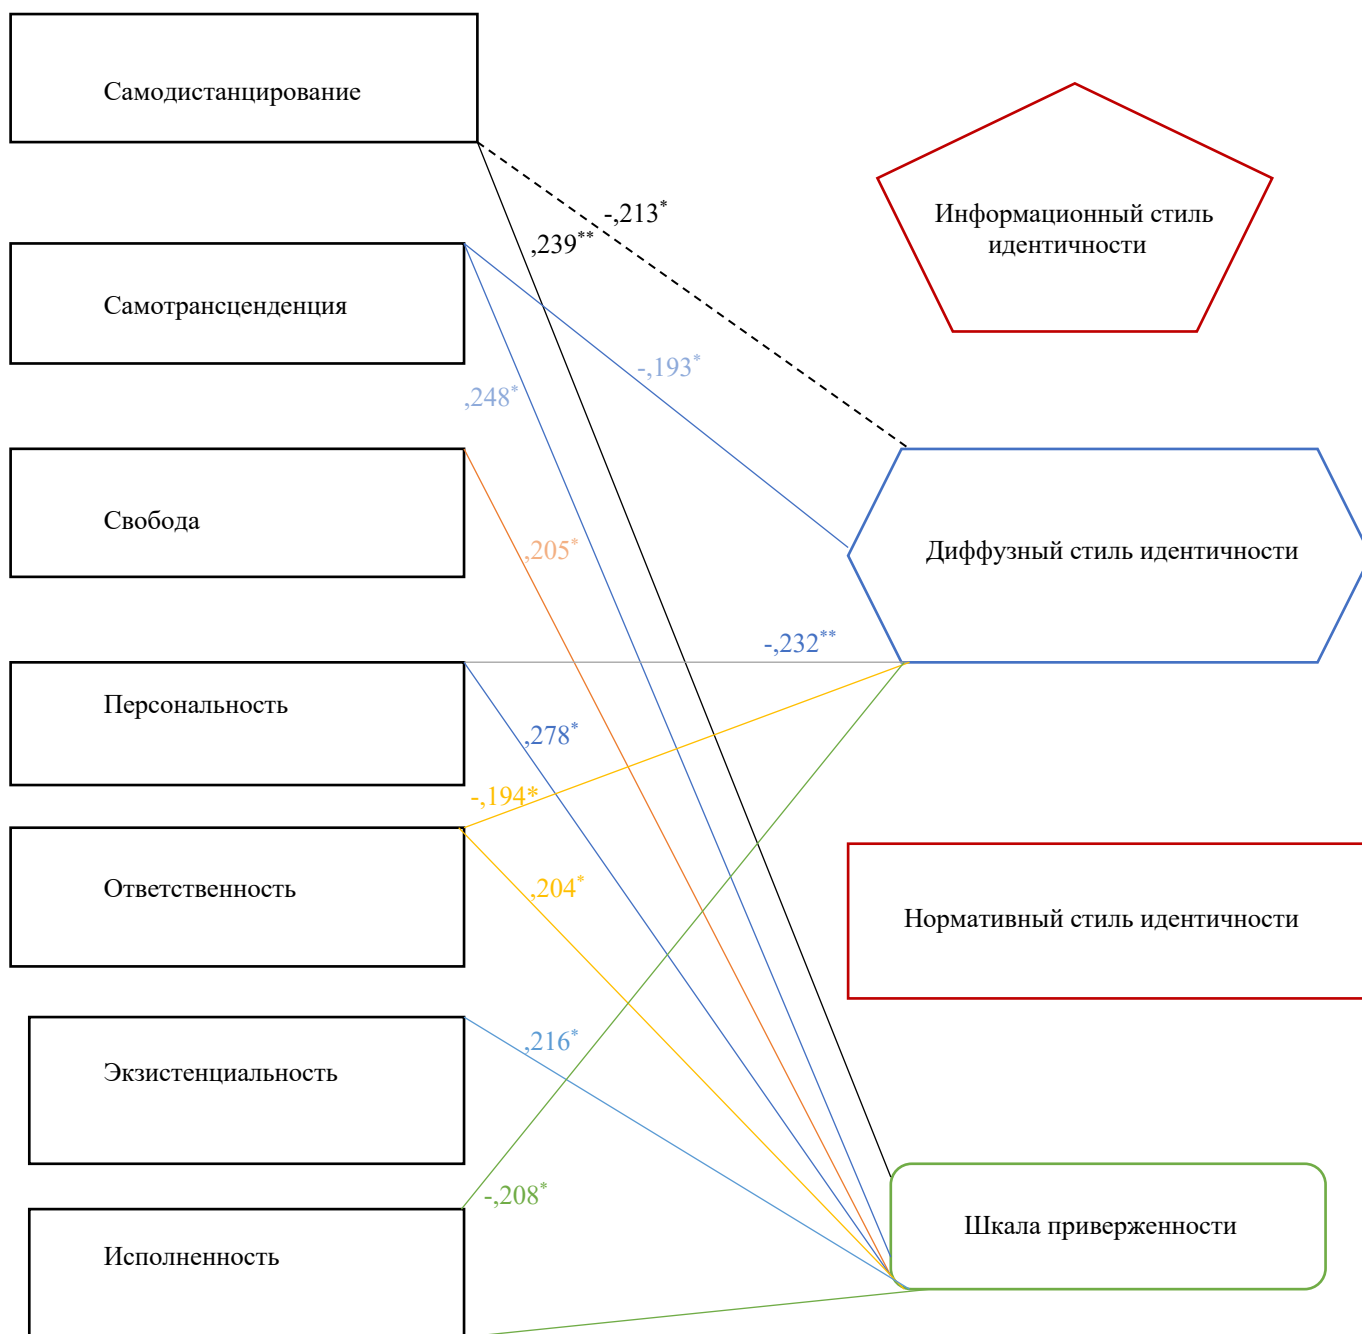 Самодистанцирование
Информационный стиль
идентичности
-,213*
,239**
Самотрансценденция
-,193*
,248*
Свобода
,205*
Диффузный стиль идентичности
-,232**
Персональность
,278*
-,194*
Ответственность
,204*
Нормативный стиль идентичности
,216*
Экзистенциальность
-,208*
Шкала приверженности
Исполненность